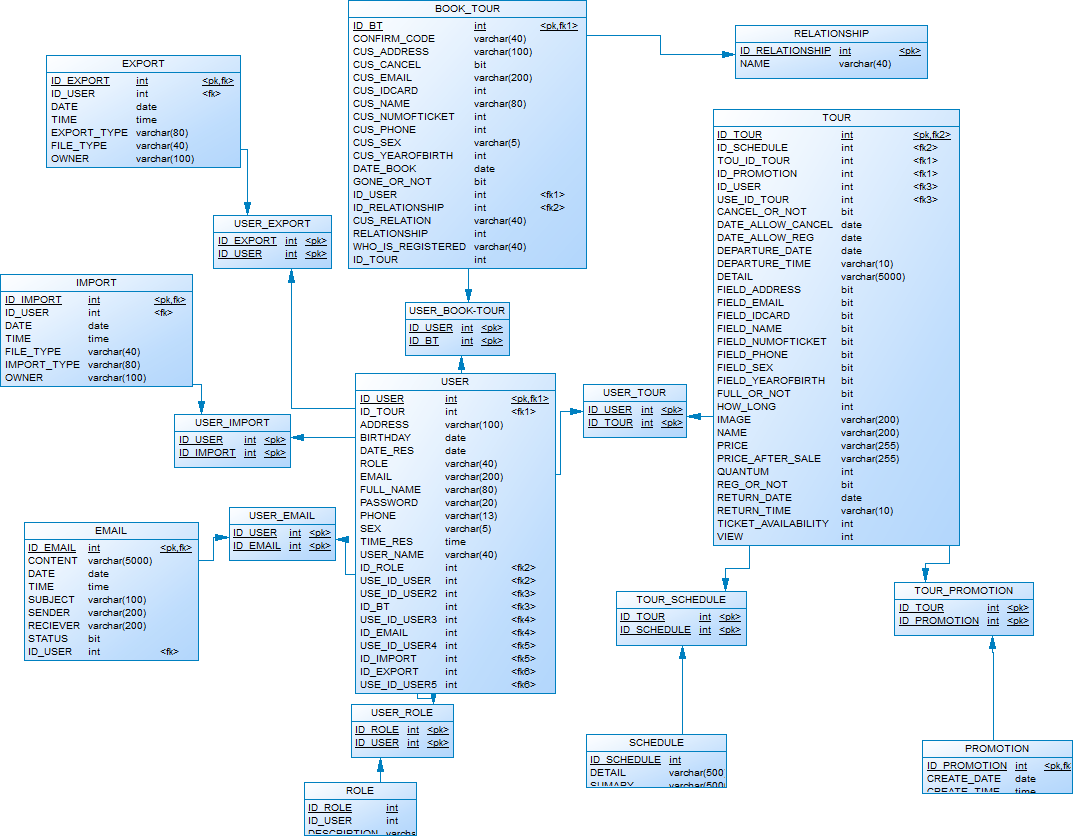 BOOK_TOUR
ID_BT int <pk,fk1>
CONFIRM_CODE varchar(40)
CUS_ADDRESS varchar(100)
CUS_CANCEL bit
CUS_EMAIL varchar(200)
CUS_IDCARD int
CUS_NAME varchar(80)
CUS_NUMOFTICKET int
CUS_PHONE int
CUS_SEX varchar(5)
CUS_YEAROFBIRTH int
DATE_BOOK date
GONE_OR_NOT bit
ID_USER int <fk1>
ID_RELATIONSHIP int <fk2>
CUS_RELATION varchar(40)
RELATIONSHIP int
WHO_IS_REGISTERED varchar(40)
ID_TOUR int
RELATIONSHIP
ID_RELATIONSHIP int <pk>
NAME varchar(40)
EXPORT
ID_EXPORT int <pk,fk>
ID_USER int <fk>
DATE date
TIME time
EXPORT_TYPE varchar(80)
FILE_TYPE varchar(40)
OWNER varchar(100)
TOUR
ID_TOUR int <pk,fk2>
ID_SCHEDULE int <fk2>
TOU_ID_TOUR int <fk1>
ID_PROMOTION int <fk1>
ID_USER int <fk3>
USE_ID_TOUR int <fk3>
CANCEL_OR_NOT bit
DATE_ALLOW_CANCEL date
DATE_ALLOW_REG date
DEPARTURE_DATE date
DEPARTURE_TIME varchar(10)
DETAIL varchar(5000)
FIELD_ADDRESS bit
FIELD_EMAIL bit
FIELD_IDCARD bit
FIELD_NAME bit
FIELD_NUMOFTICKET bit
FIELD_PHONE bit
FIELD_SEX bit
FIELD_YEAROFBIRTH bit
FULL_OR_NOT bit
HOW_LONG int
IMAGE varchar(200)
NAME varchar(200)
PRICE varchar(255)
PRICE_AFTER_SALE varchar(255)
QUANTUM int
REG_OR_NOT bit
RETURN_DATE date
RETURN_TIME varchar(10)
TICKET_AVAILABILITY int
VIEW int
USER_EXPORT
ID_EXPORT int <pk>
ID_USER int <pk>
IMPORT
ID_IMPORT int <pk,fk>
ID_USER int <fk>
DATE date
TIME time
FILE_TYPE varchar(40)
IMPORT_TYPE varchar(80)
OWNER varchar(100)
USER_BOOK-TOUR
ID_USER int <pk>
ID_BT int <pk>
USER
ID_USER int <pk,fk1>
ID_TOUR int <fk1>
ADDRESS varchar(100)
BIRTHDAY date
DATE_RES date
ROLE varchar(40)
EMAIL varchar(200)
FULL_NAME varchar(80)
PASSWORD varchar(20)
PHONE varchar(13)
SEX varchar(5)
TIME_RES time
USER_NAME varchar(40)
ID_ROLE int <fk2>
USE_ID_USER int <fk2>
USE_ID_USER2 int <fk3>
ID_BT int <fk3>
USE_ID_USER3 int <fk4>
ID_EMAIL int <fk4>
USE_ID_USER4 int <fk5>
ID_IMPORT int <fk5>
ID_EXPORT int <fk6>
USE_ID_USER5 int <fk6>
USER_TOUR
ID_USER int <pk>
ID_TOUR int <pk>
USER_IMPORT
ID_USER int <pk>
ID_IMPORT int <pk>
USER_EMAIL
ID_USER int <pk>
ID_EMAIL int <pk>
EMAIL
ID_EMAIL int <pk,fk>
CONTENT varchar(5000)
DATE date
TIME time
SUBJECT varchar(100)
SENDER varchar(200)
RECIEVER varchar(200)
STATUS bit
ID_USER int <fk>
TOUR_SCHEDULE
ID_TOUR int <pk>
ID_SCHEDULE int <pk>
TOUR_PROMOTION
ID_TOUR int <pk>
ID_PROMOTION int <pk>
USER_ROLE
ID_ROLE int <pk>
ID_USER int <pk>
SCHEDULE
ID_SCHEDULE int
DETAIL varchar(500
SUMARY varchar(500
PROMOTION
ID_PROMOTION int <pk,fk
CREATE_DATE date
CREATE_TIME time
ROLE
ID_ROLE int
ID_USER int
DESCRIPTION varcha